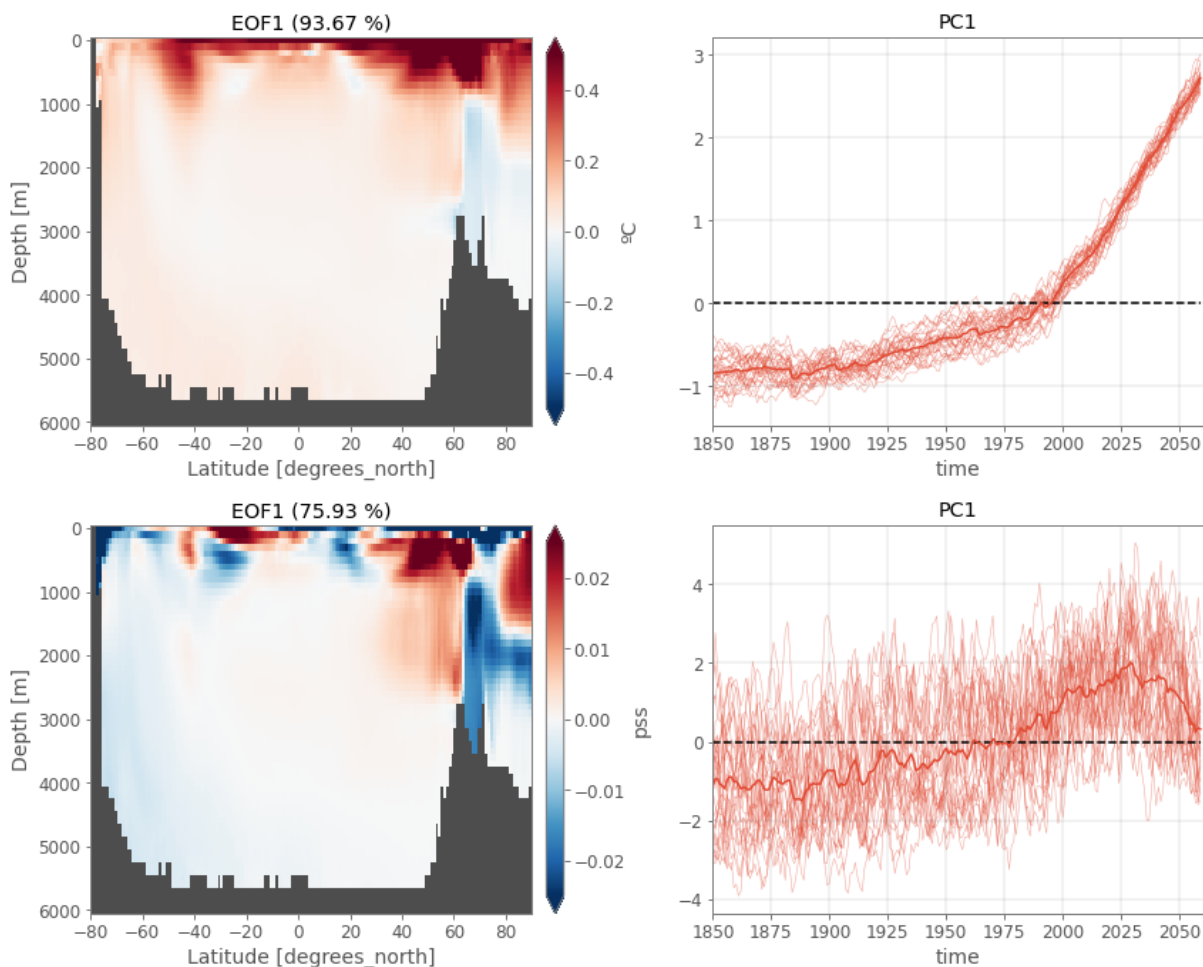 EOF1 (93.67 %)
0
1000
2000
3000
4000
5000
6000
Depth [m]
−80 −60 −40 −20 0 20 40 60 80
Latitude [degrees_north]
0.4
0.2
0.0
−0.2
−0.4
ºC
PC1
3
2
1
0
−1
1850 1875 1900 1925 1950 1975 2000 2025 2050
time
EOF1 (75.93 %)
0
1000
2000
3000
4000
5000
6000
Depth [m]
−80 −60 −40 −20 0 20 40 60 80
Latitude [degrees_north]
0.02
0.01
0.00
−0.01
−0.02
pss
PC1
4
2
0
−2
−4
1850 1875 1900 1925 1950 1975 2000 2025 2050
time